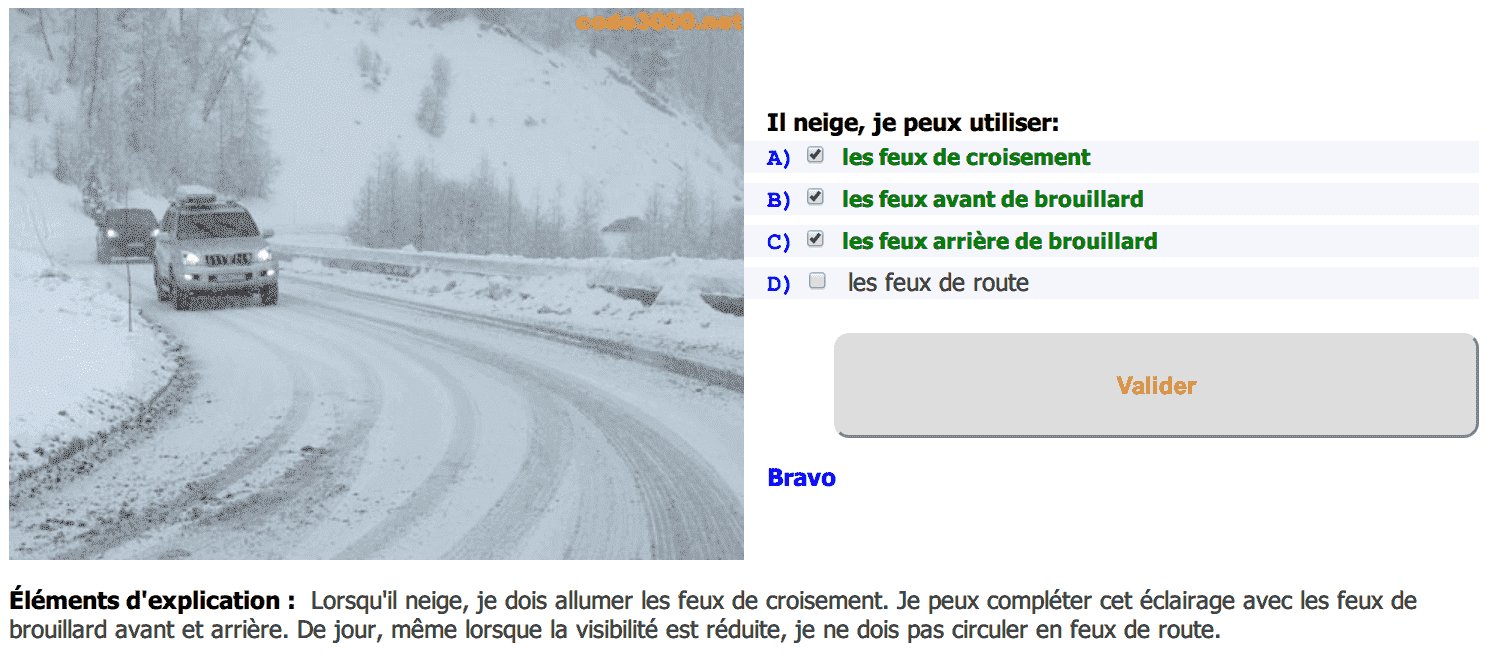 Il neige, je peux utiliser:
A) les feux de croisement
B) les feux avant de brouillard
C) les feux arrière de brouillard
D) les feux de route
Valider
Bravo
Éléments d'explication : Lorsqu'il neige, je dois allumer les feux de croisement. Je peux compléter cet éclairage avec les feux de
brouillard avant et arrière. De jour, même lorsque la visibilité est réduite, je ne dois pas circuler en feux de route.